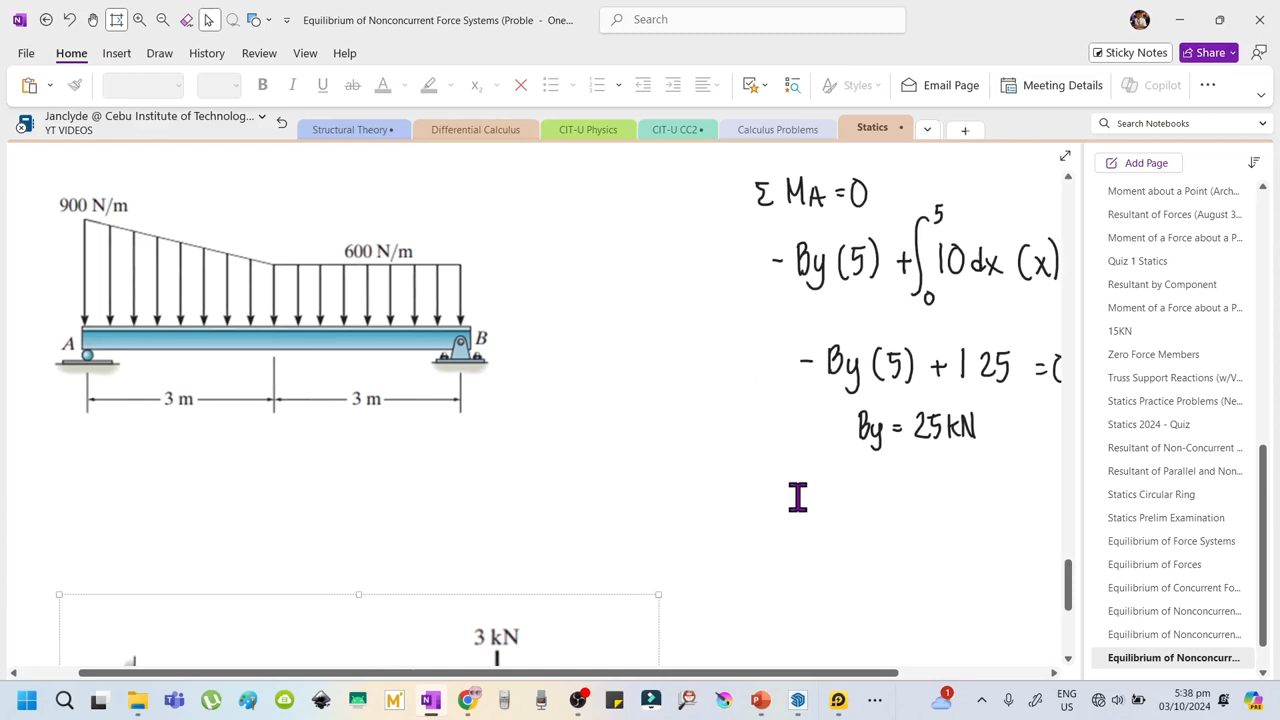 Equilibrium of Nonconcurrent Force Systems (Proble - One...
Search
File Home Insert Draw History Review View Help
Sticky Notes
Share
B I U ab A
Styles
Email Page
Meeting Details
Copilot
Janclyde @ Cebu Institute of Technolog...
YT VIDEOS
Structural Theory
Differential Calculus
CIT-U Physics
CIT-U CC2
Calculus Problems
Statics
Search Notebooks
Add Page
900 N/m
600 N/m
A
B
3 m
3 m
3 kN
Σ MA = 0
- By (5) + ∫ 5 0 10 dx (x)
- By (5) + 125 = 0
By = 25 kN
Moment about a Point (Arch...
Resultant of Forces (August 3...
Moment of a Force about a P...
Quiz 1 Statics
Resultant by Component
Moment of a Force about a P...
15KN
Zero Force Members
Truss Support Reactions (w/V...
Statics Practice Problems (Ne...
Statics 2024 - Quiz
Resultant of Non-Concurrent ...
Resultant of Parallel and Non...
Statics Circular Ring
Statics Prelim Examination
Equilibrium of Force Systems
Equilibrium of Forces
Equilibrium of Concurrent Fo...
Equilibrium of Nonconcurren...
Equilibrium of Nonconcurren...
Equilibrium of Nonconcurr...
1
ENG
US
5:38 pm
03/10/2024